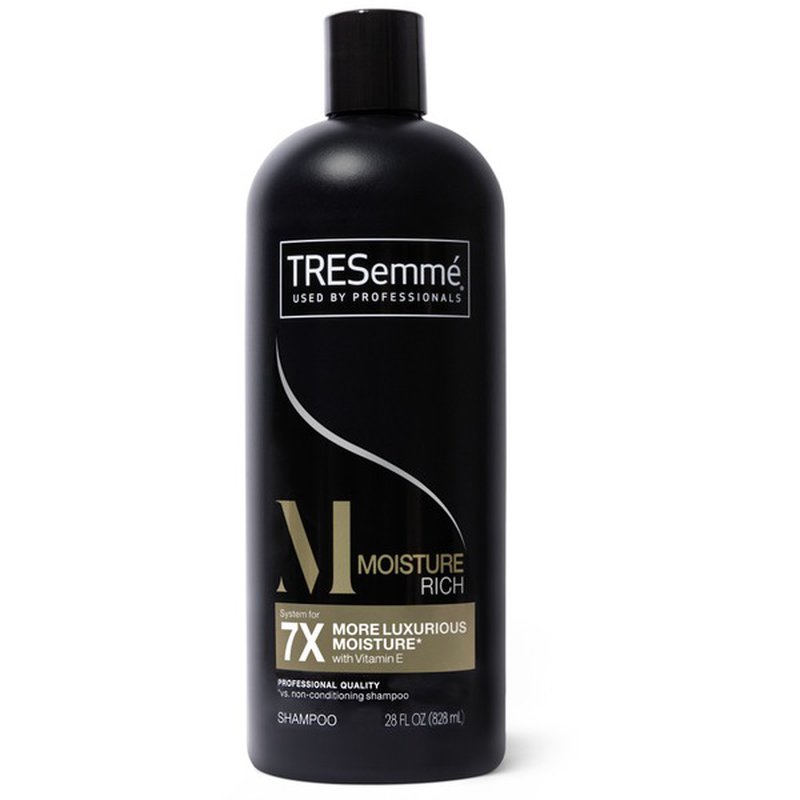 TRESemmé®
USED BY PROFESSIONALS
M MOISTURE
RICH
System for
7X MORE LUXURIOUS
MOISTURE*
with Vitamin E
PROFESSIONAL QUALITY
*vs. non-conditioning shampoo
SHAMPOO 28 FL OZ (828 mL)